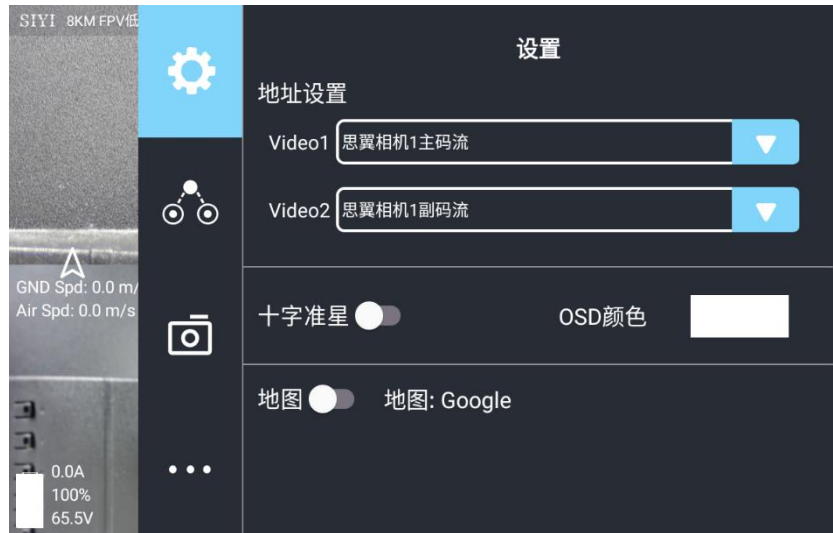 SIYI 8KM FPV低
设置
地址设置
Video1 思翼相机1主码流
Video2 思翼相机1副码流
GND Spd: 0.0 m/
Air Spd: 0.0 m/s
十字准星 OSD颜色
地图 地图: Google
0.0A
100%
65.5V